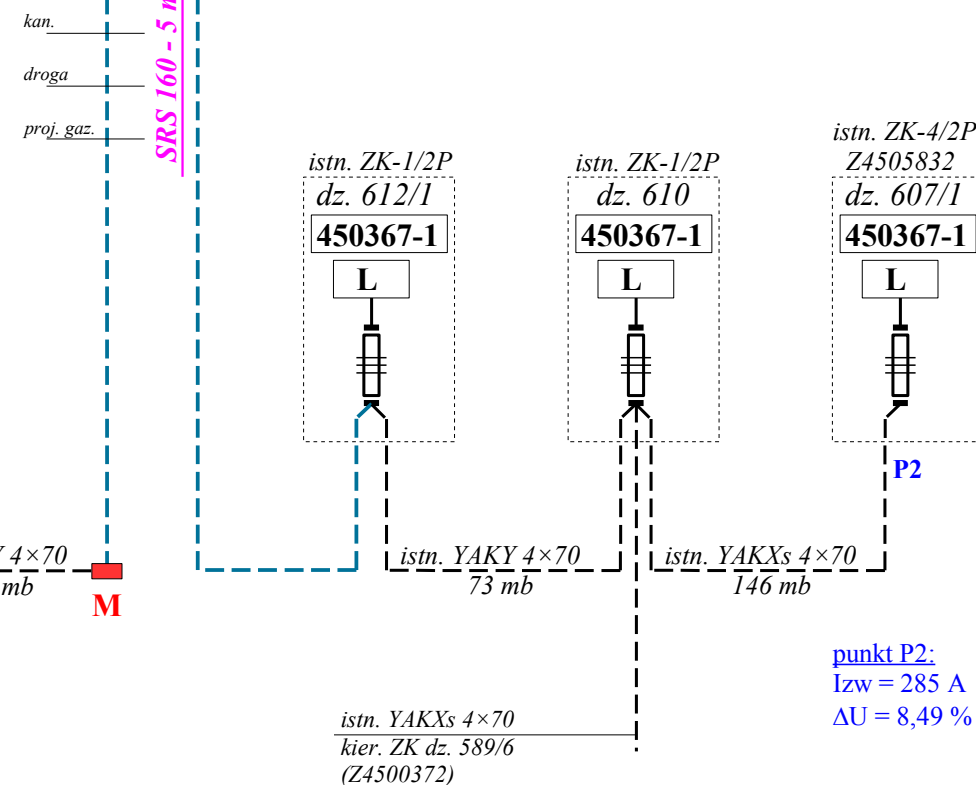 kan.
droga
proj. gaz.
SRS 160 - 5
istn. ZK-1/2P
dz. 612/1
450367-1
L
istn. ZK-1/2P
dz. 610
450367-1
L
istn. ZK-4/2P
Z4505832
dz. 607/1
450367-1
L
P2
4×70
mb
M
istn. YAKY 4×70
73 mb
istn. YAKXs 4×70
146 mb
punkt P2:
Izw = 285 A
ΔU = 8,49 %
istn. YAKXs 4×70
kier. ZK dz. 589/6
(Z4500372)